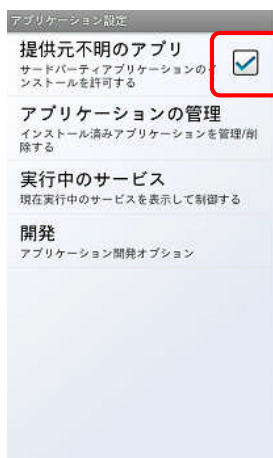 アプリケーション設定
提供元不明のアプリ
サードパーティアプリケーションのイ
ンストールを許可する
アプリケーションの管理
インストール済みアプリケーションを管理/削
除する
実行中のサービス
現在実行中のサービスを表示して制御する
開発
アプリケーション開発オプション